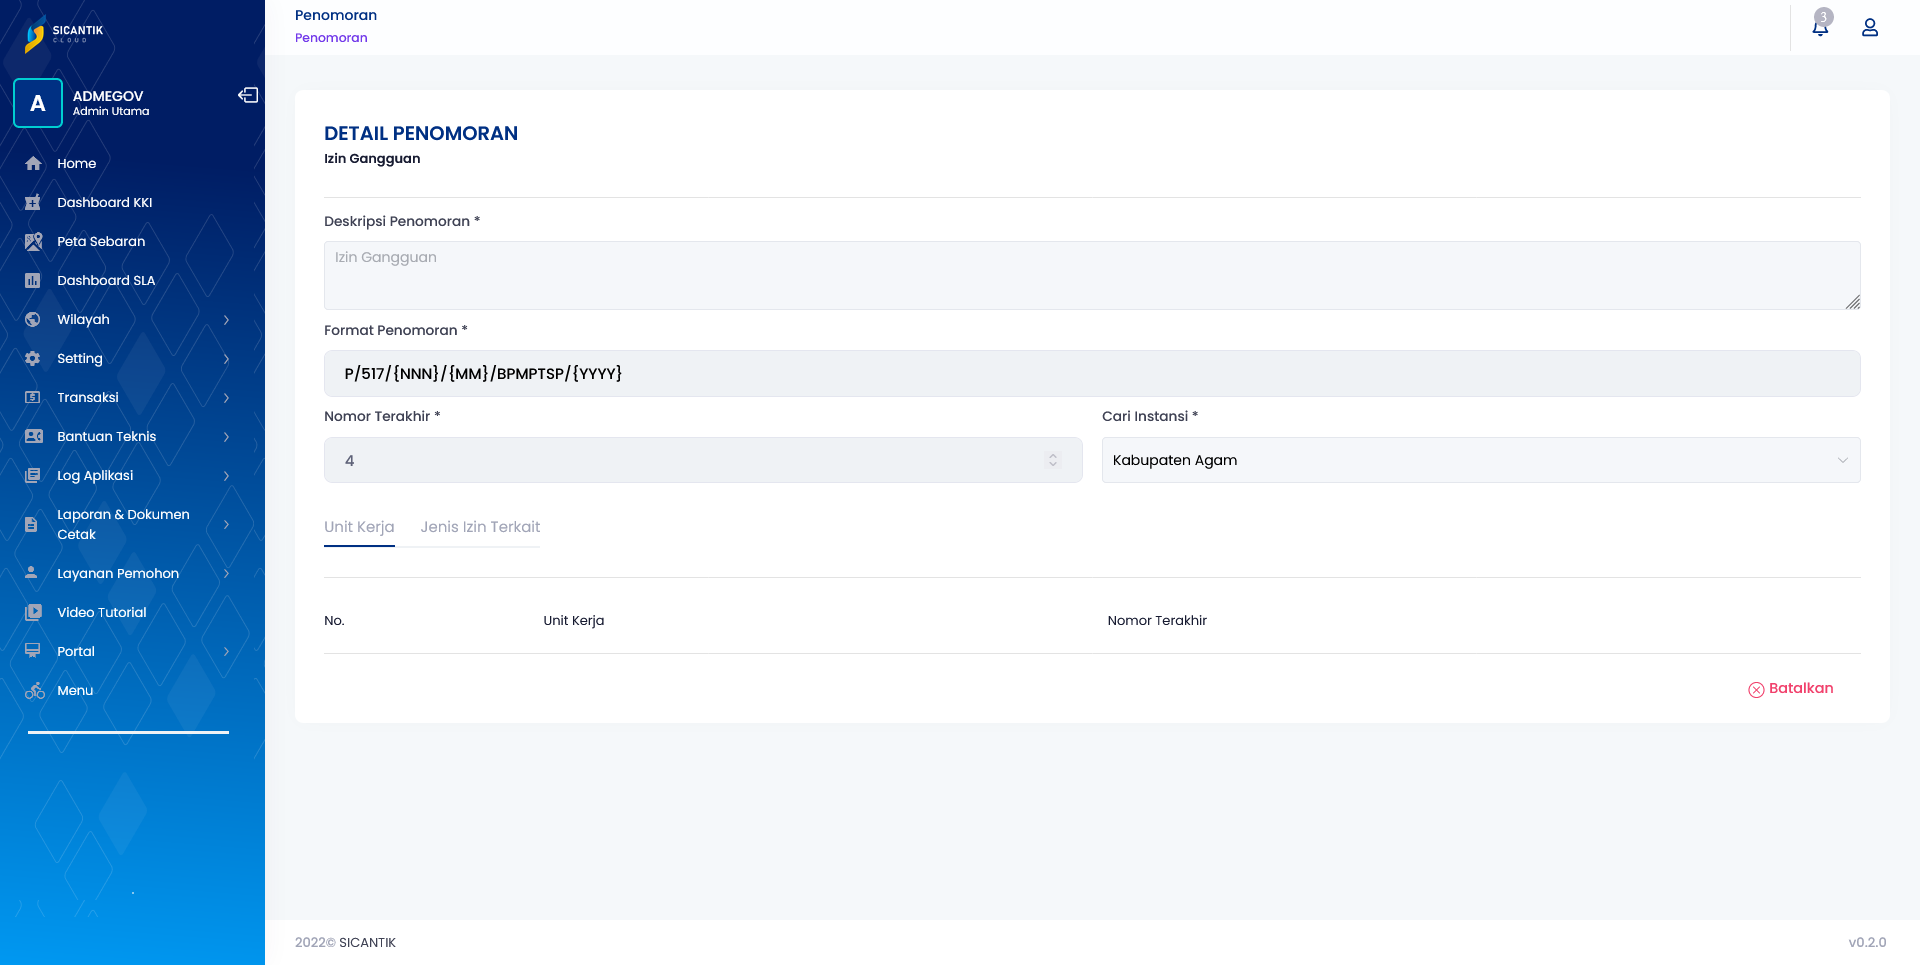 SICANTIK
CLOUD
A
ADMEGOV
Admin Utama
Home
Dashboard KKI
Peta Sebaran
Dashboard SLA
Wilayah
Setting
Transaksi
Bantuan Teknis
Log Aplikasi
Laporan & Dokumen
Cetak
Layanan Pemohon
Video Tutorial
Portal
Menu
Penomoran
Penomoran
3
DETAIL PENOMORAN
Izin Gangguan
Deskripsi Penomoran *
Izin Gangguan
Format Penomoran *
P/517/{NNN}/{MM}/BPMPTSP/{YYYY}
Nomor Terakhir *
Cari Instansi *
4
Kabupaten Agam
Unit Kerja Jenis Izin Terkait
No. Unit Kerja Nomor Terakhir
Batalkan
2022© SICANTIK
v0.2.0